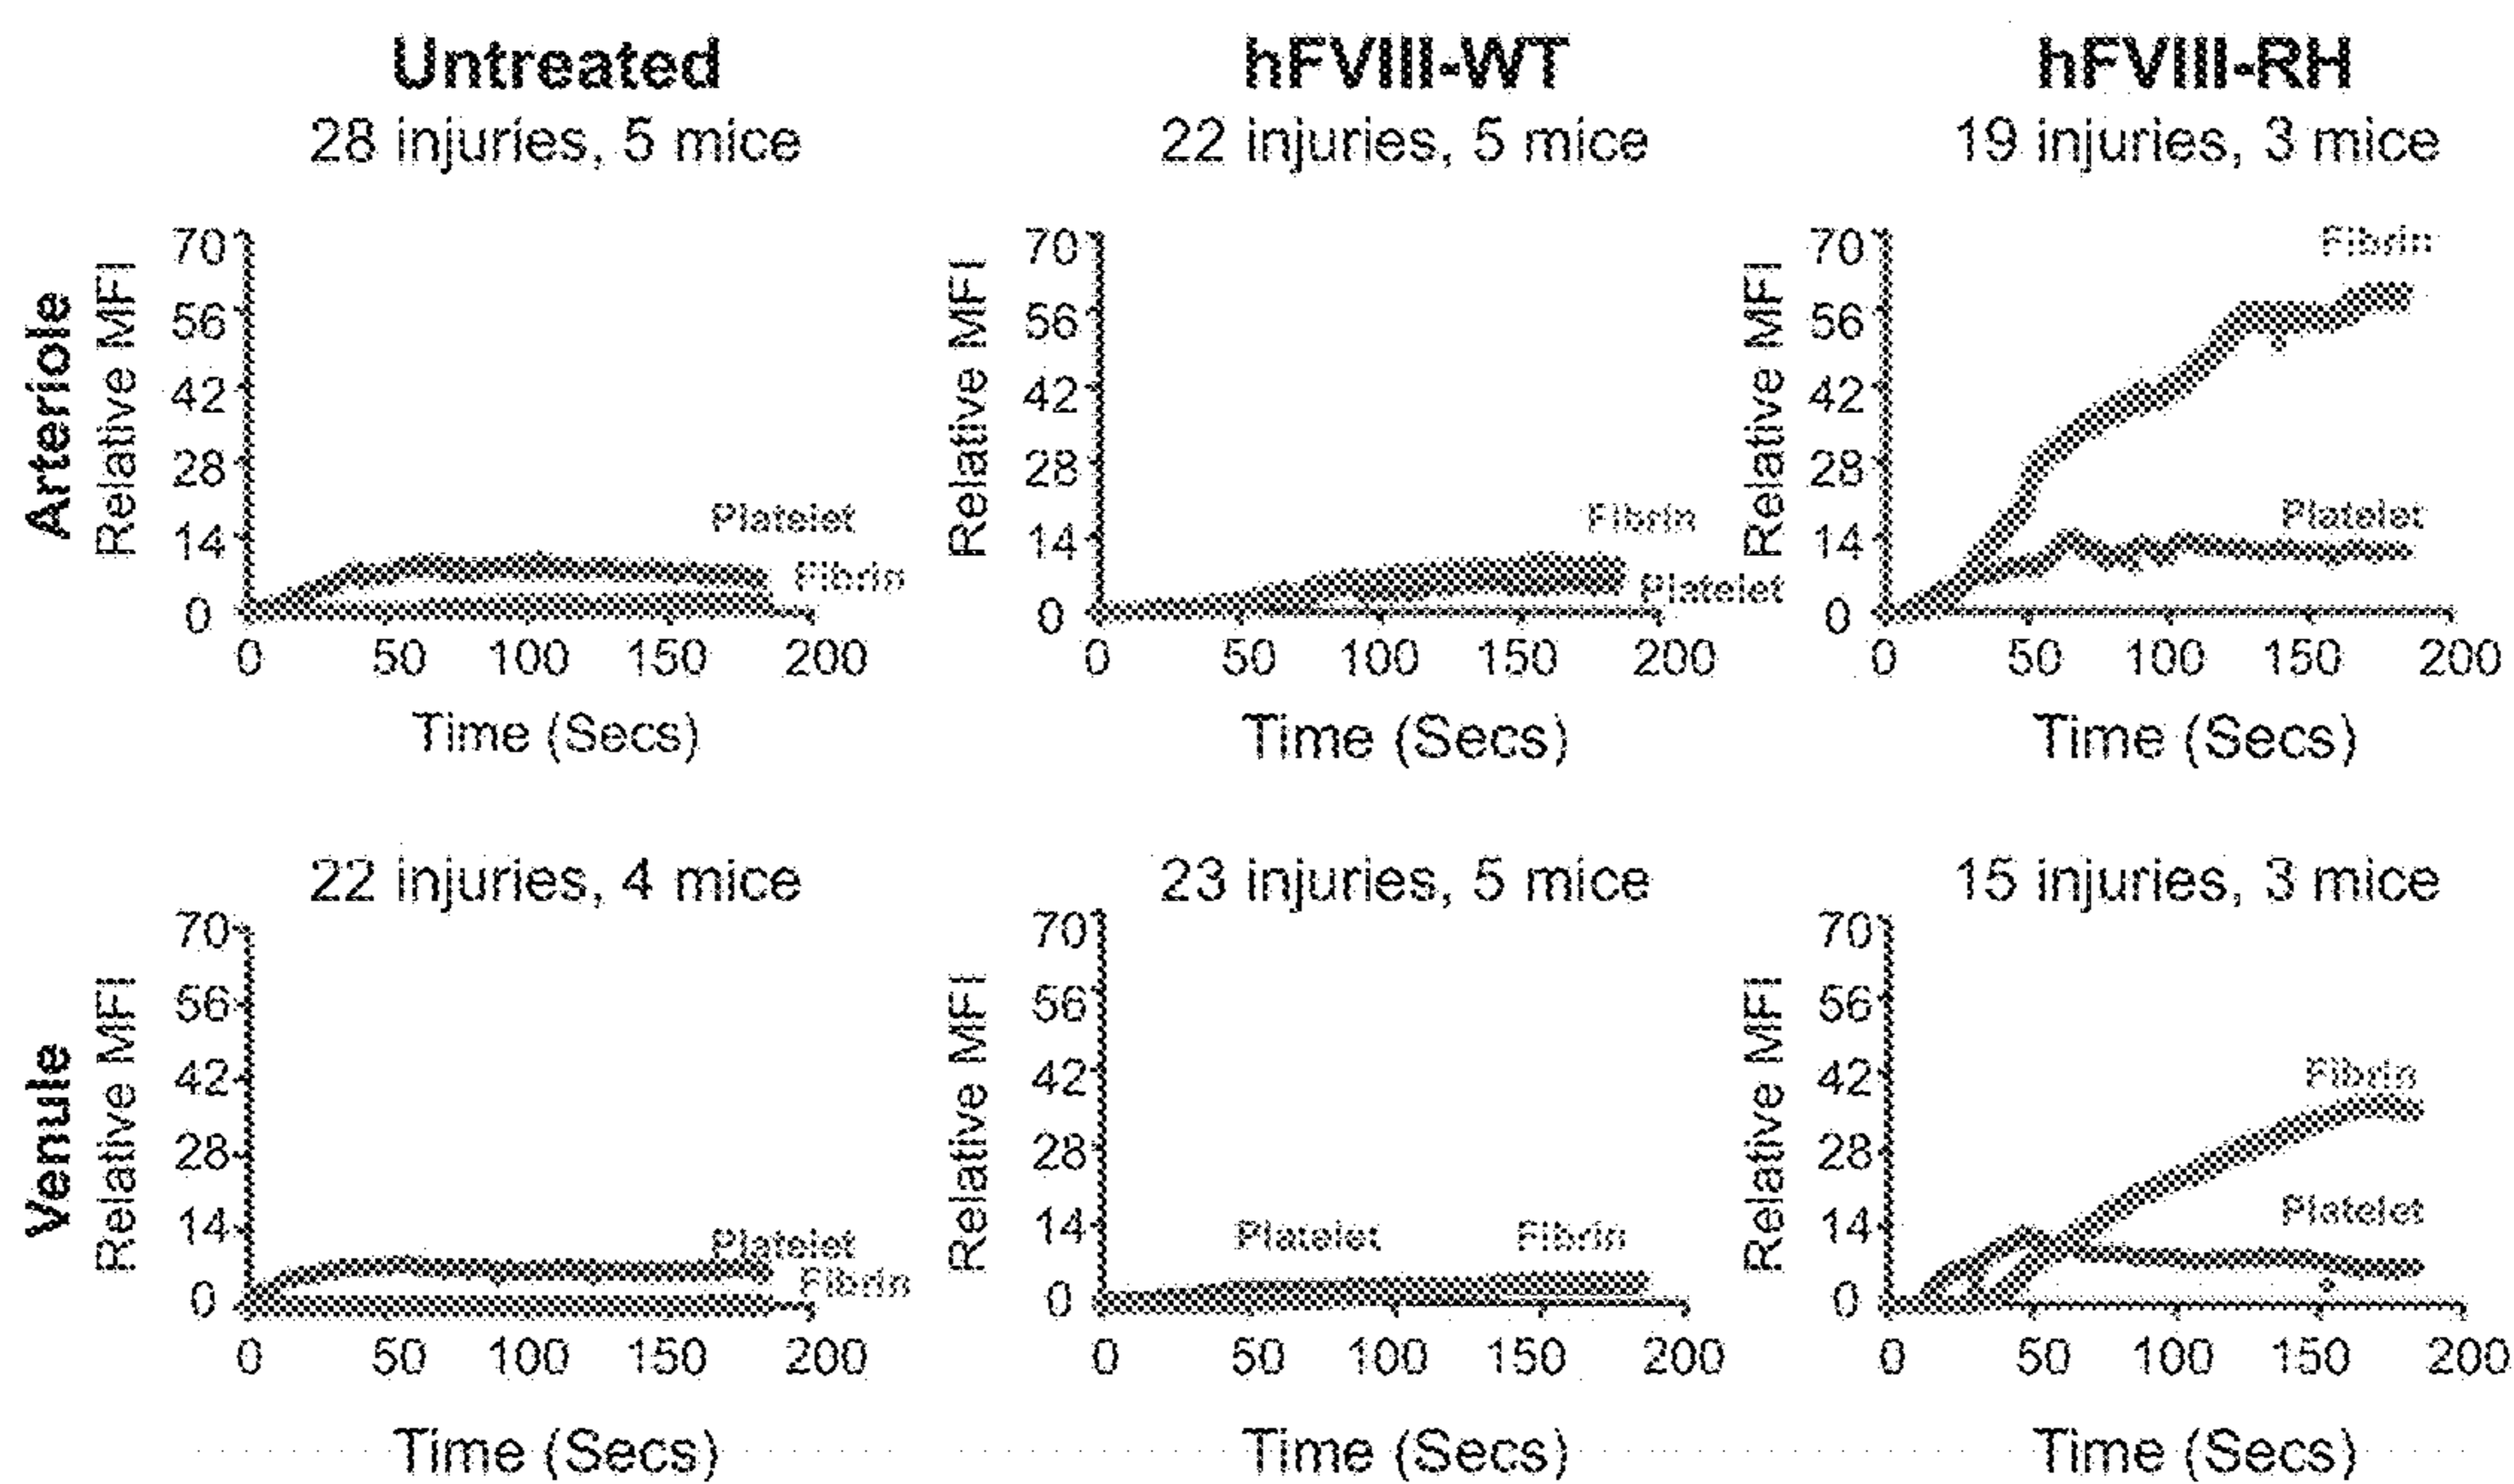 Untreated
28 injuries, 5 mice
hFVIII-WT
22 injuries, 5 mice
hFVIII-RH
19 injuries, 3 mice
Arteriole
Relative MFI
70
56
42
28
14
0
Platelet
Fibrin
0 50 100 150 200
Time (Secs)
Relative MFI
70
56
42
28
14
0
Fibrin
Platelet
0 50 100 150 200
Time (Secs)
Relative MFI
70
56
42
28
14
0
Fibrin
Platelet
0 50 100 150 200
Time (Secs)
Venule
22 injuries, 4 mice
Relative MFI
70
56
42
28
14
0
Platelet
Fibrin
0 50 100 150 200
Time (Secs)
23 injuries, 5 mice
Relative MFI
70
56
42
28
14
0
Platelet Fibrin
0 50 100 150 200
Time (Secs)
15 injuries, 3 mice
Relative MFI
70
56
42
28
14
0
Fibrin
Platelet
0 50 100 150 200
Time (Secs)